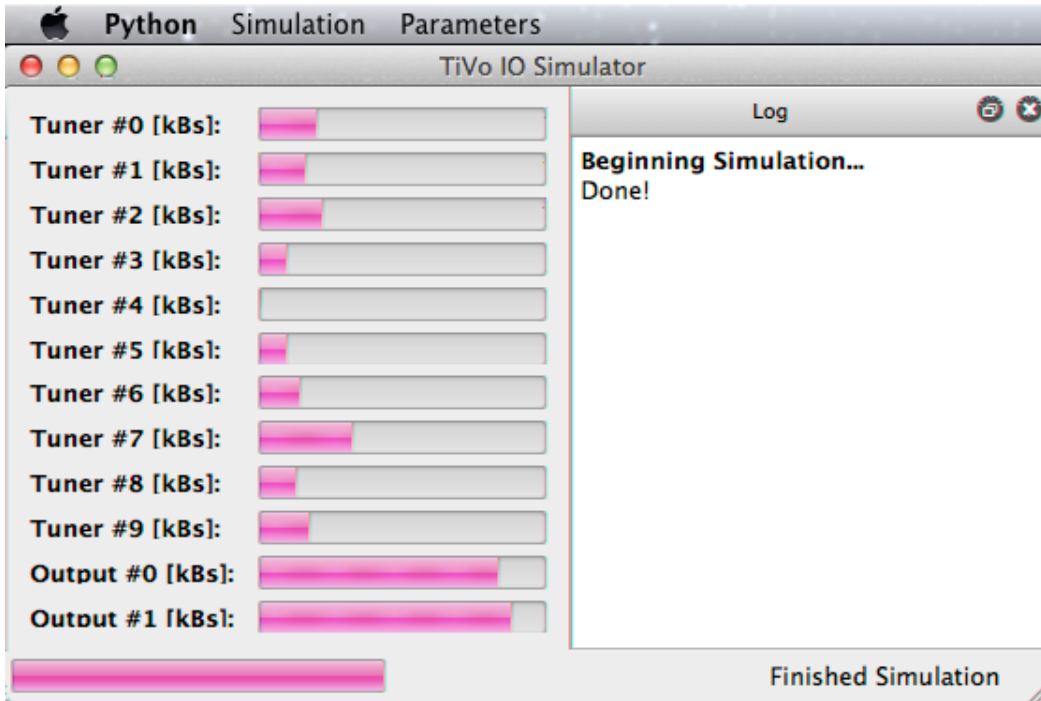 Python Simulation Parameters
TiVo IO Simulator
Tuner #0 [kBs]:
Tuner #1 [kBs]:
Tuner #2 [kBs]:
Tuner #3 [kBs]:
Tuner #4 [kBs]:
Tuner #5 [kBs]:
Tuner #6 [kBs]:
Tuner #7 [kBs]:
Tuner #8 [kBs]:
Tuner #9 [kBs]:
Output #0 [kBs]:
Output #1 [kBs]:
Log
Beginning Simulation...
Done!
Finished Simulation